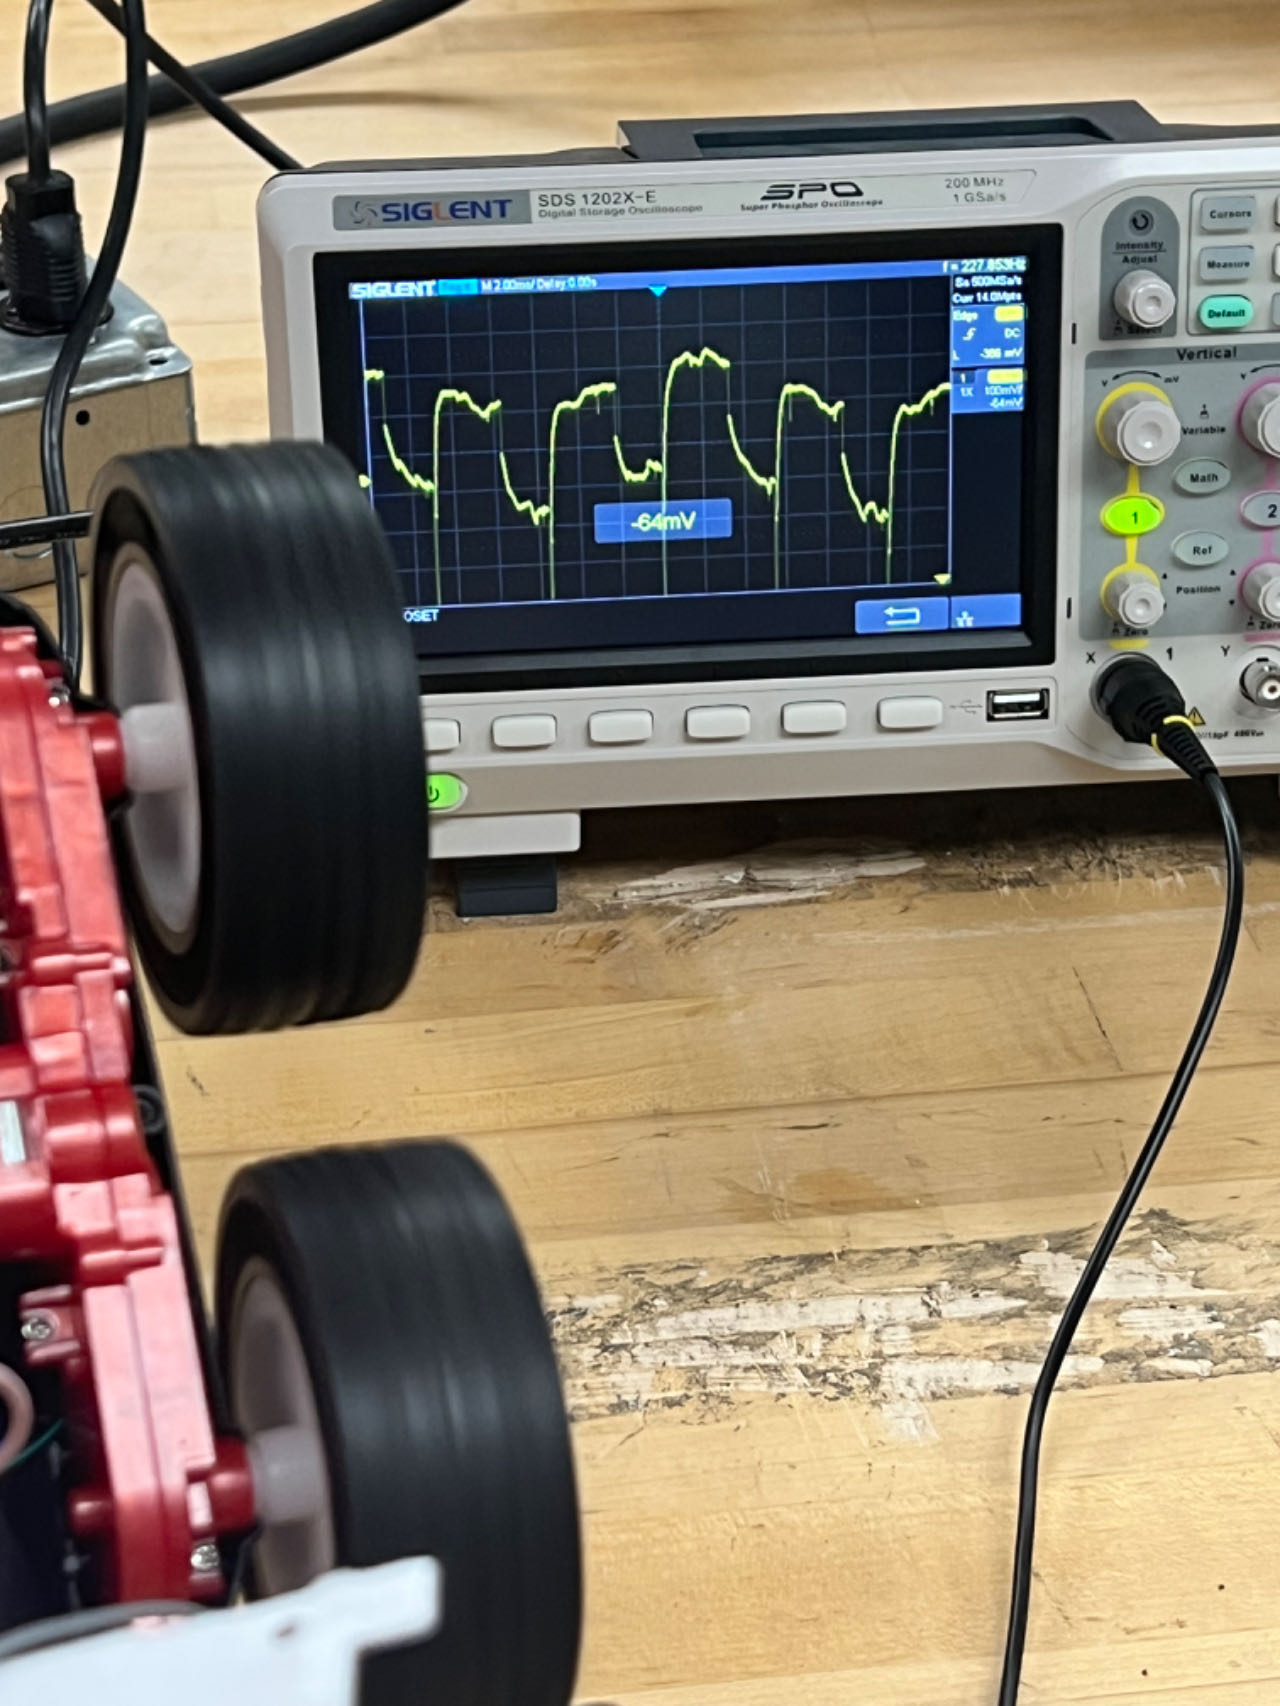 SIGLENT
SDS 1202X-E
Digital Storage Oscilloscope
SPO
Super Phosphor Oscilloscope
200 MHz
1 GSa/s
SIGLENT
M 2.00ms/ Delay 0.00s
f = 227.853Hz
Sa 500MSa/s
Curr 14.0Mpts
Edge
DC
L
1
1X
100mV/
-64mV
-64mV
Intensity
Adjust
Cursors
Measure
Default
Vertical
V
mV
V
Variable
Math
1
2
Ref
Position
Zero
X
1
Y